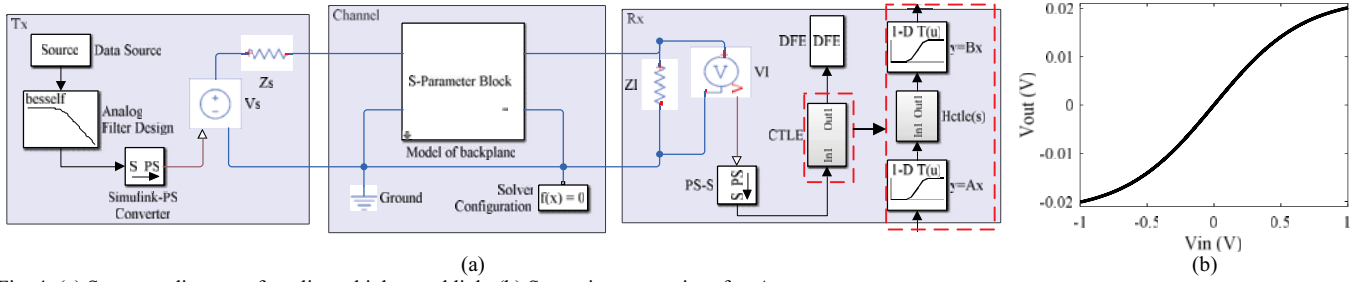 Tx
Source
Data Source
besself
Analog
Filter Design
S PS
Simulink-PS
Converter
Vs
Zs
Channel
S-Parameter Block
Model of backplane
Ground
Solver
Configuration
f(x) = 0
Rx
Zl
V
Vl
PS-S
S PS
DFE
DFE
CTLE
In1 Out1
1-D T(u)
y=Bx
In1 Out1
Hctle(s)
1-D T(u)
y=Ax
(a)
Vout (V)
0.02
0.01
0
-0.01
-0.02
-1
-0.5
0
0.5
1
Vin (V)
(b)